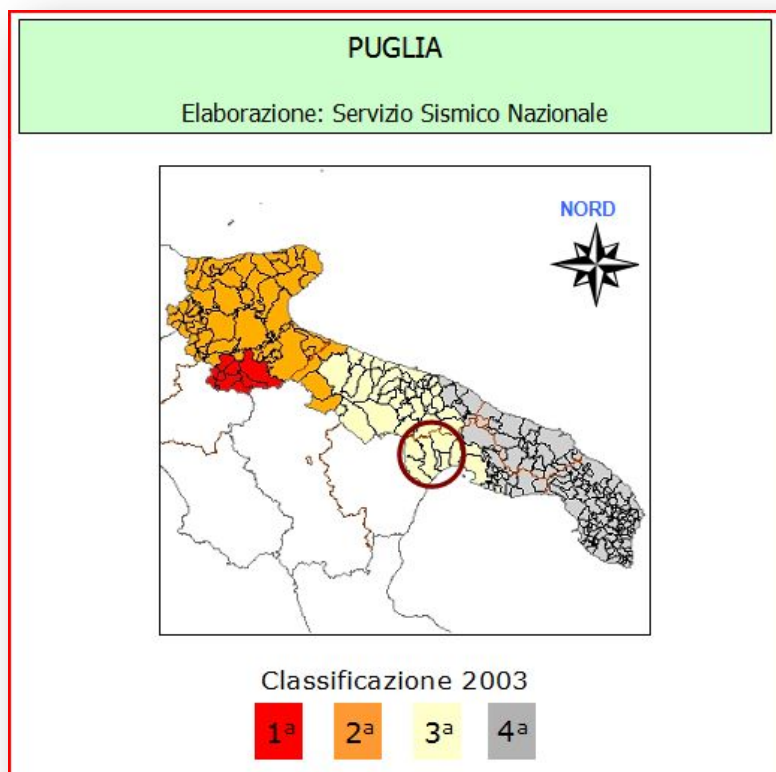 PUGLIA
Elaborazione: Servizio Sismico Nazionale
NORD
Classificazione 2003
1ª 2ª 3ª 4ª